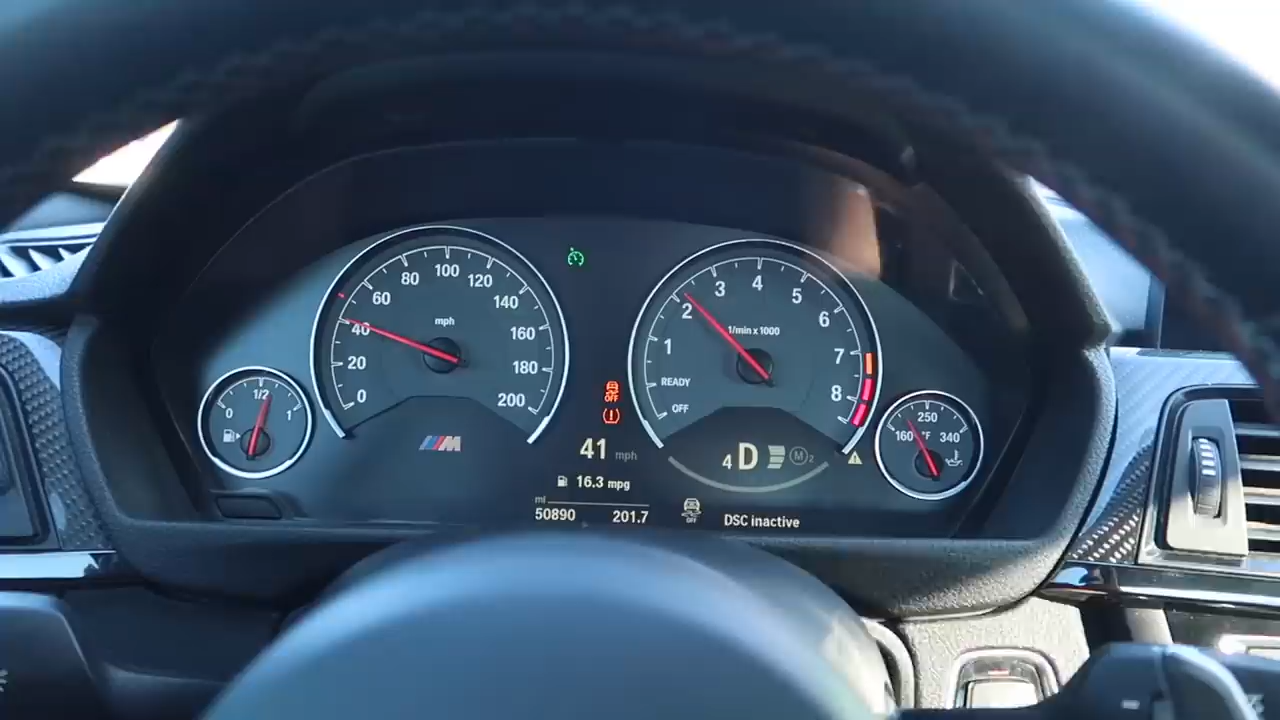 0
20
40
60
80
100
120
140
160
180
200
mph
0
1/2
1
M
OFF
41 mph
16.3 mpg
mi
50890 201.7
OFF
READY
1
2
3
4
5
6
7
8
1/min x 1000
OFF
4 D M2
DSC inactive
160
250
340
°F